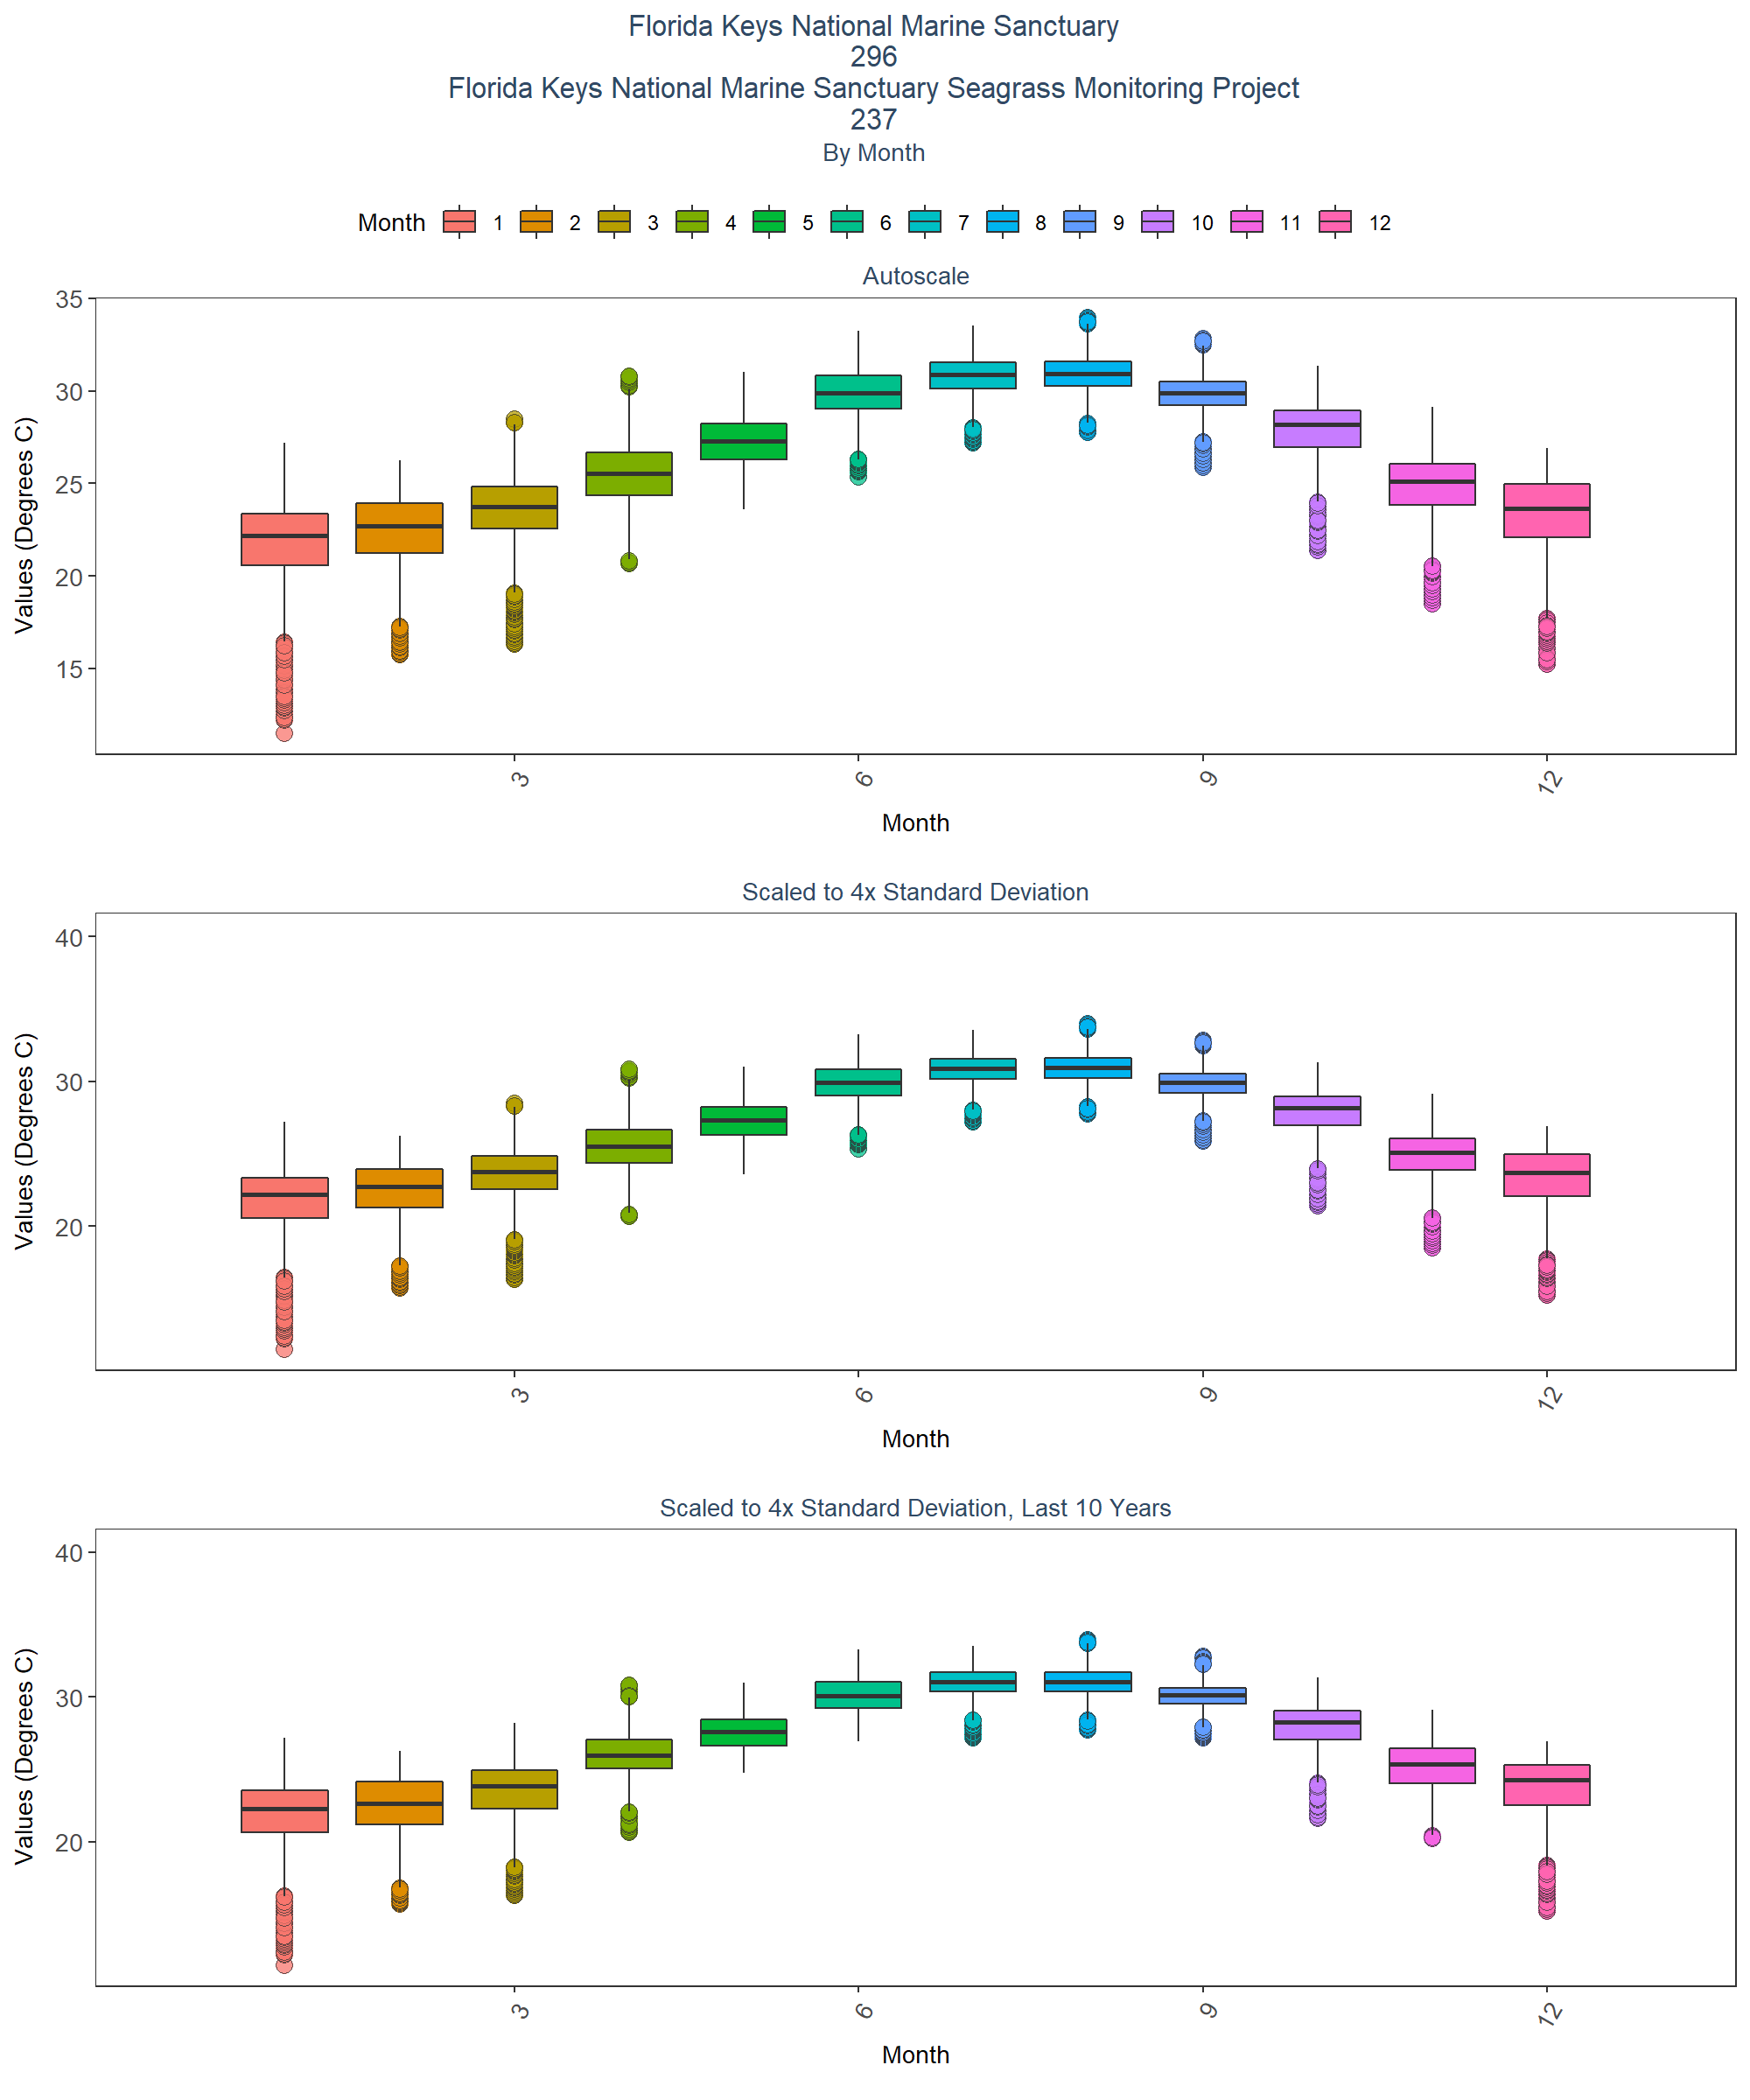 Florida Keys National Marine Sanctuary
296
Florida Keys National Marine Sanctuary Seagrass Monitoring Project
237
By Month
Month 1 2 3 4 5 6 7 8 9 10 11 12
Autoscale
Values (Degrees C)
35
30
25
20
15
3 6 9 12
Month
Scaled to 4x Standard Deviation
Values (Degrees C)
40
30
20
3 6 9 12
Month
Scaled to 4x Standard Deviation, Last 10 Years
Values (Degrees C)
40
30
20
3 6 9 12
Month